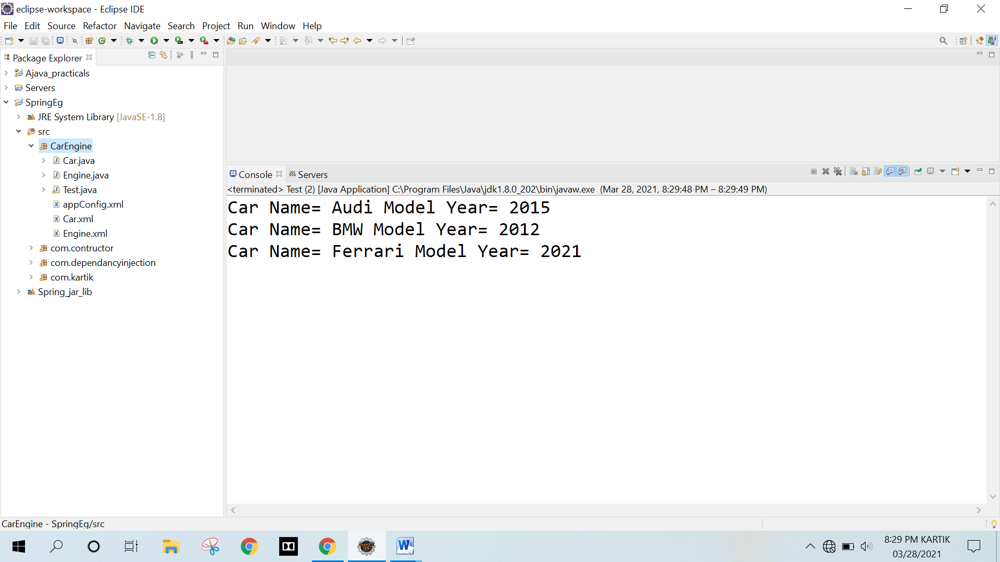 eclipse-workspace - Eclipse IDE
File Edit Source Refactor Navigate Search Project Run Window Help
Package Explorer
Ajava_practicals
Servers
SpringEg
JRE System Library [JavaSE-1.8]
src
CarEngine
Car.java
Engine.java
Test.java
appConfig.xml
Car.xml
Engine.xml
com.contructor
com.dependancyinjection
com.kartik
Spring_jar_lib
Console Servers
<terminated> Test (2) [Java Application] C:\Program Files\Java\jdk1.8.0_202\bin\javaw.exe (Mar 28, 2021, 8:29:48 PM – 8:29:49 PM)
Car Name= Audi Model Year= 2015
Car Name= BMW Model Year= 2012
Car Name= Ferrari Model Year= 2021
CarEngine - SpringEg/src
Java EE
IDE
W
8:29 PM KARTIK
03/28/2021